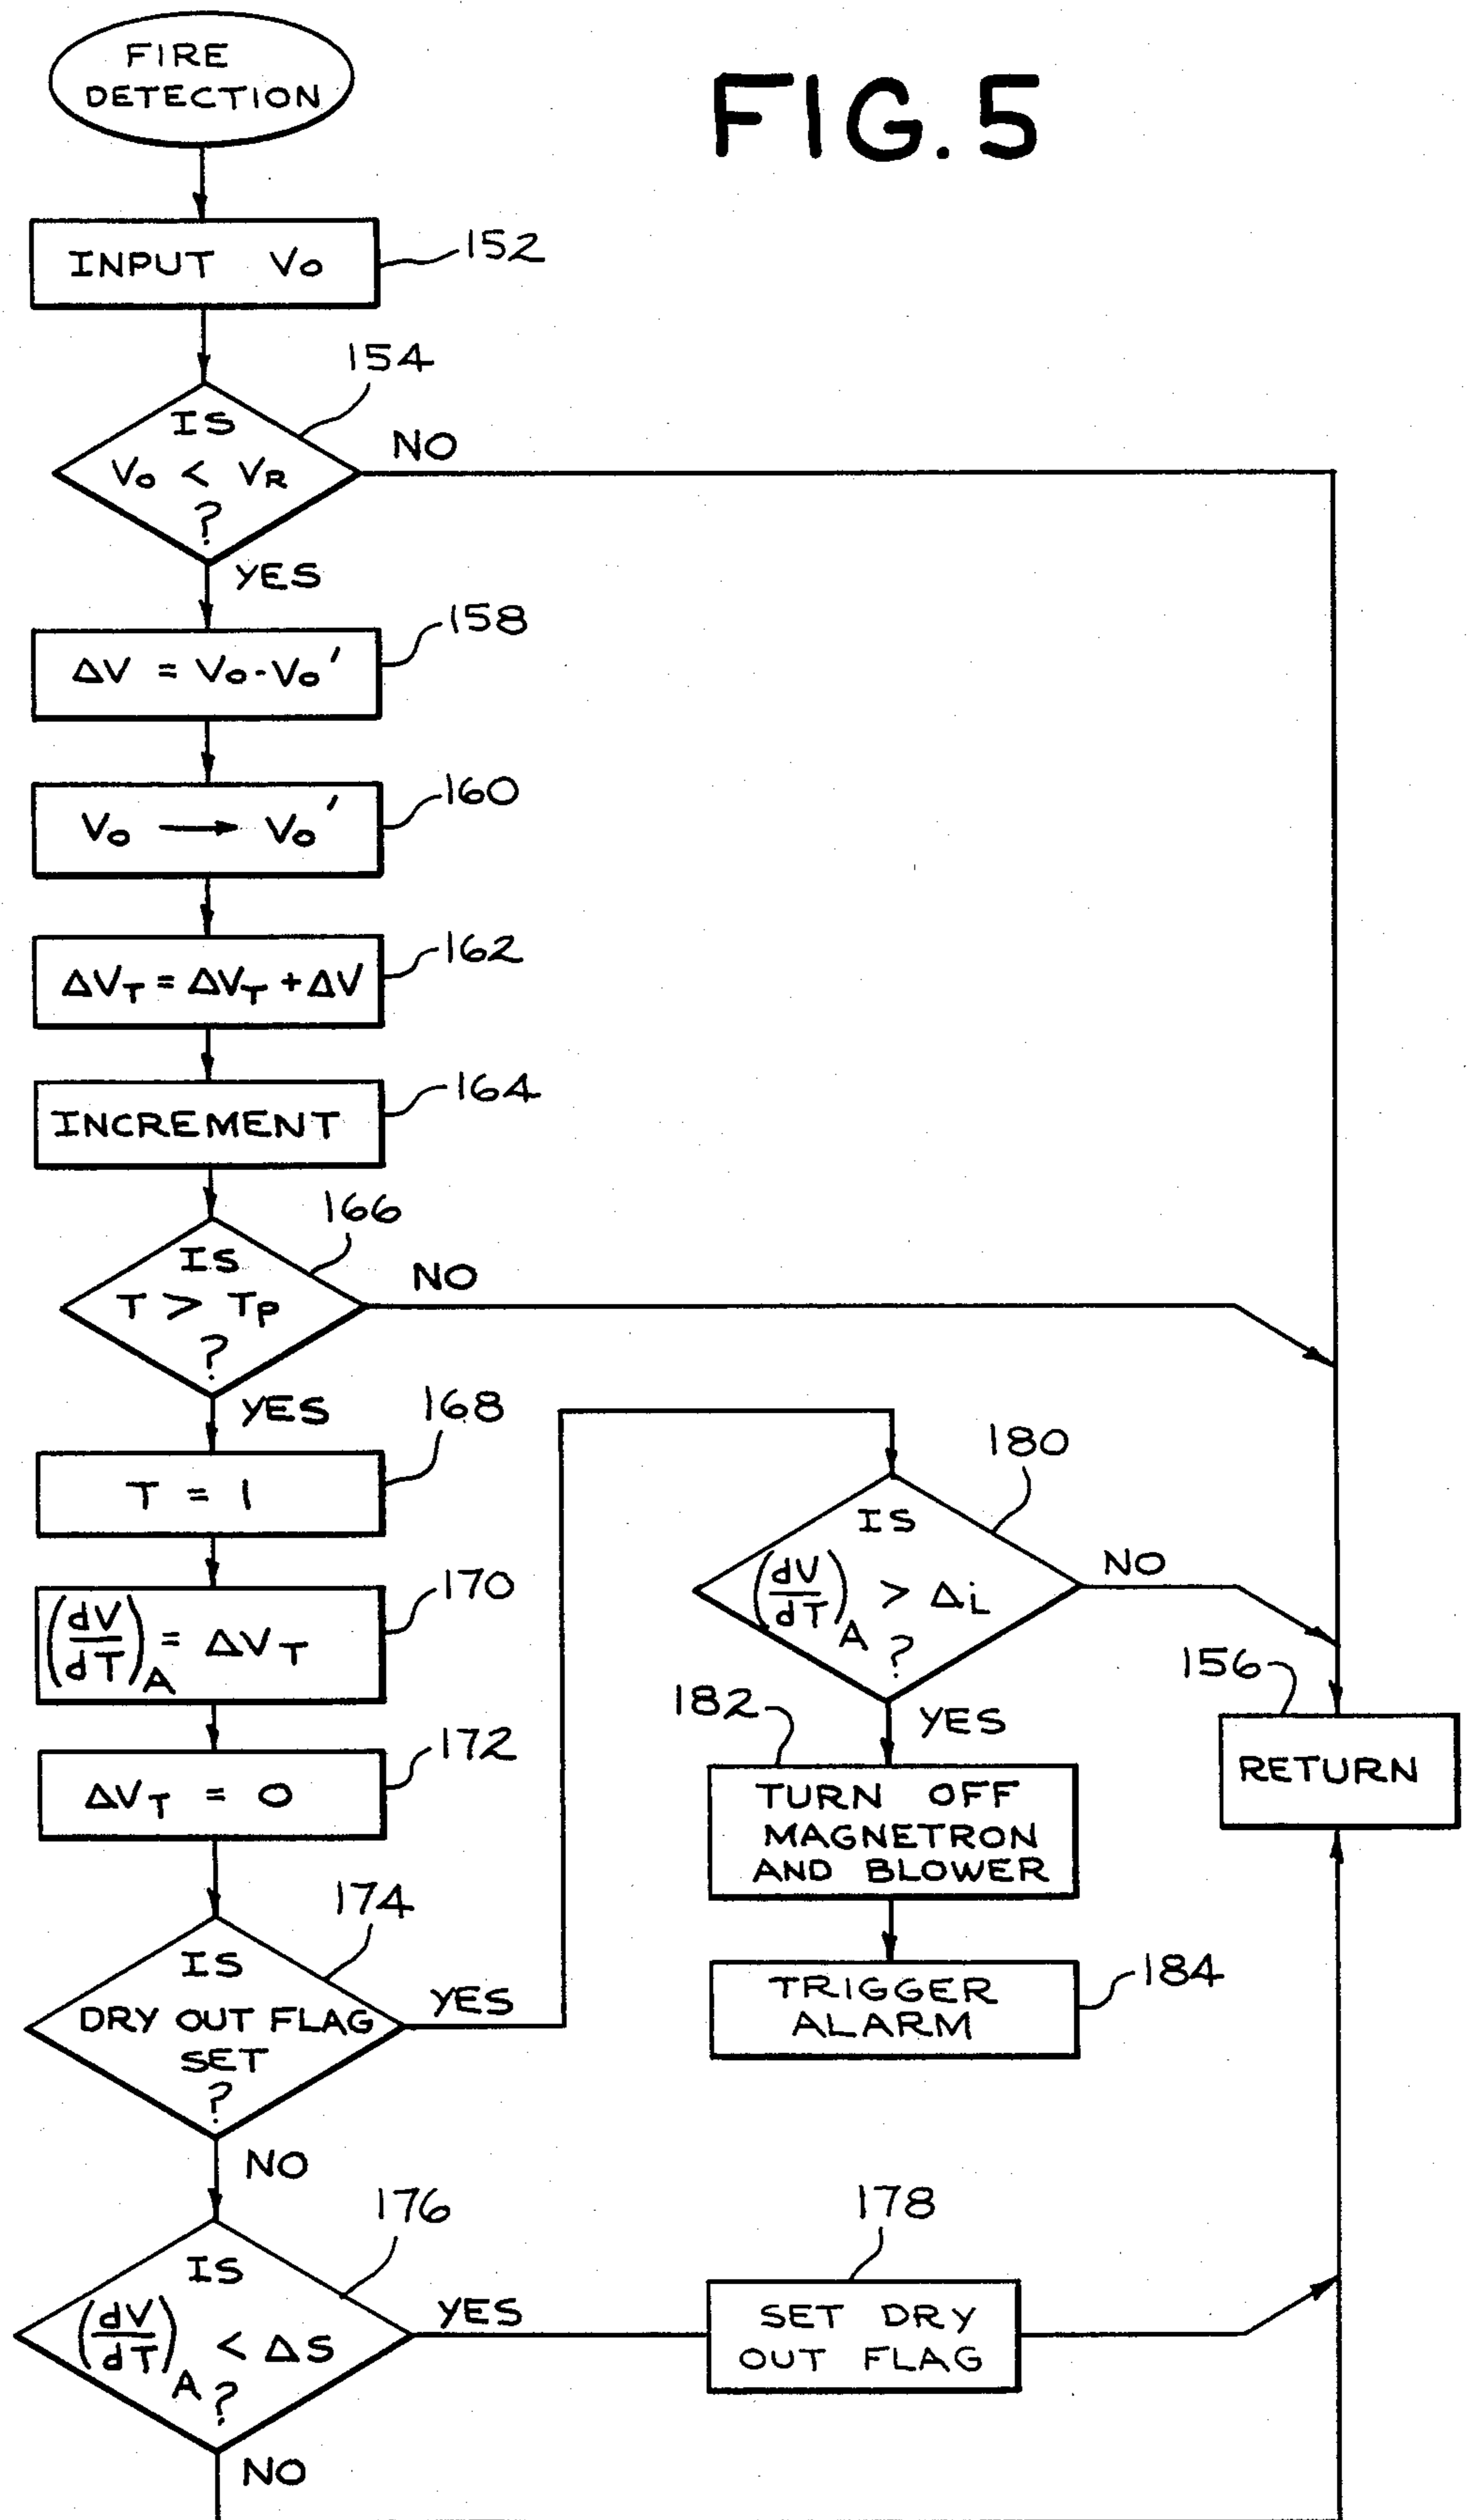 FIRE
DETECTION
FIG. 5
INPUT Vo
152
154
IS
Vo < VR
?
NO
YES
158
ΔV = Vo - Vo'
160
Vo → Vo'
162
ΔVT = ΔVT + ΔV
164
INCREMENT
166
IS
T > TP
?
NO
YES
168
T = 1
170
(dV/dT)A = ΔVT
172
ΔVT = 0
174
IS
DRY OUT FLAG
SET
?
YES
NO
180
IS
(dV/dT)A > Δi
?
NO
YES
182
TURN OFF
MAGNETRON
AND BLOWER
184
TRIGGER
ALARM
156
RETURN
176
IS
(dV/dT)A < ΔS
?
YES
NO
178
SET DRY
OUT FLAG